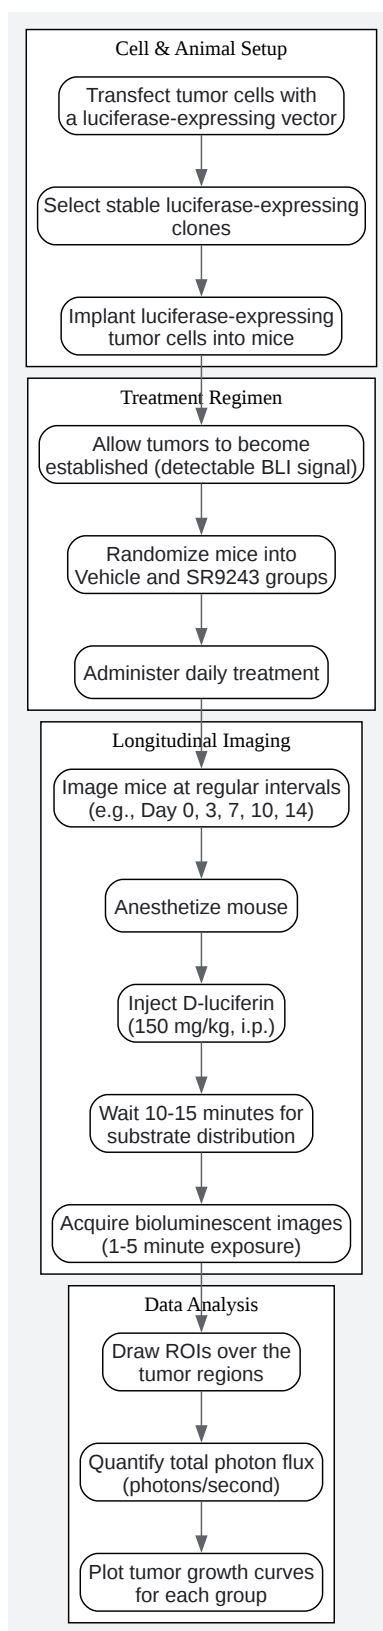 Cell & Animal Setup
Transfect tumor cells with
a luciferase-expressing vector
Select stable luciferase-expressing
clones
Implant luciferase-expressing
tumor cells into mice
Treatment Regimen
Allow tumors to become
established (detectable BLI signal)
Randomize mice into
Vehicle and SR9243 groups
Administer daily treatment
Longitudinal Imaging
Image mice at regular intervals
(e.g., Day 0, 3, 7, 10, 14)
Anesthetize mouse
Inject D-luciferin
(150 mg/kg, i.p.)
Wait 10-15 minutes for
substrate distribution
Acquire bioluminescent images
(1-5 minute exposure)
Data Analysis
Draw ROIs over the
tumor regions
Quantify total photon flux
(photons/second)
Plot tumor growth curves
for each group